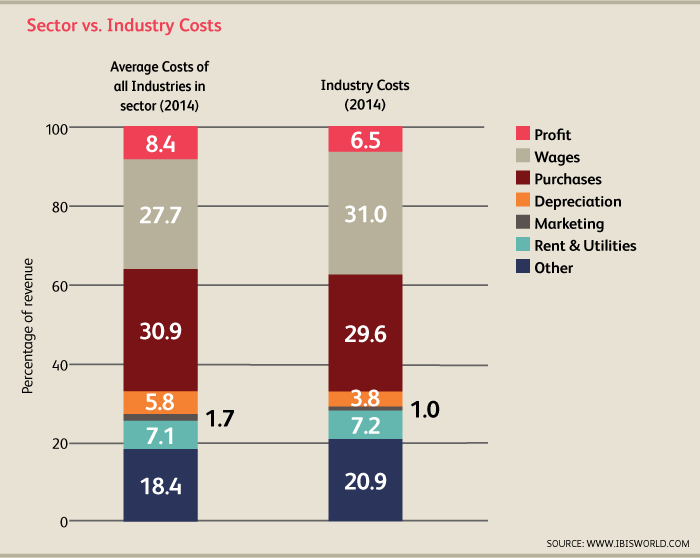 Sector vs. Industry Costs
Average Costs of
all Industries in
sector (2014)
Industry Costs
(2014)
Percentage of revenue
100
80
60
40
20
0
8.4
27.7
30.9
5.8
1.7
7.1
18.4
6.5
31.0
29.6
3.8
1.0
7.2
20.9
Profit
Wages
Purchases
Depreciation
Marketing
Rent & Utilities
Other
SOURCE: WWW.IBISWORLD.COM